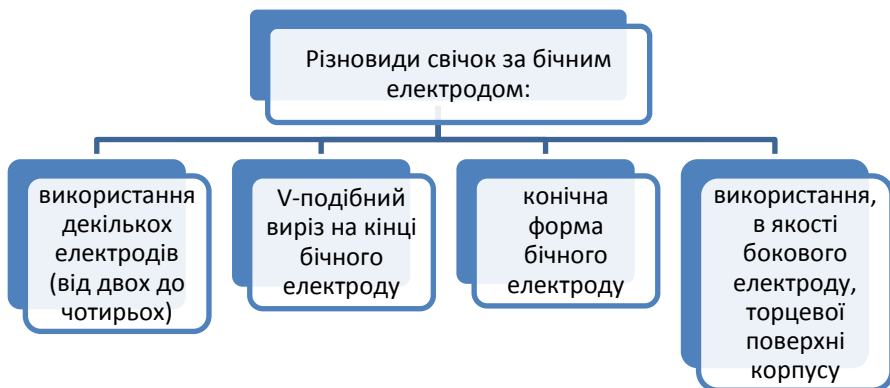 Різновиди свічок за бічним
електродом:
використання
декількох
електродів
(від двох до
чотирьох)
V-подібний
виріз на кінці
бічного
електроду
конічна
форма
бічного
електроду
використання,
в якості
бокового
електроду,
торцевої
поверхні
корпусу